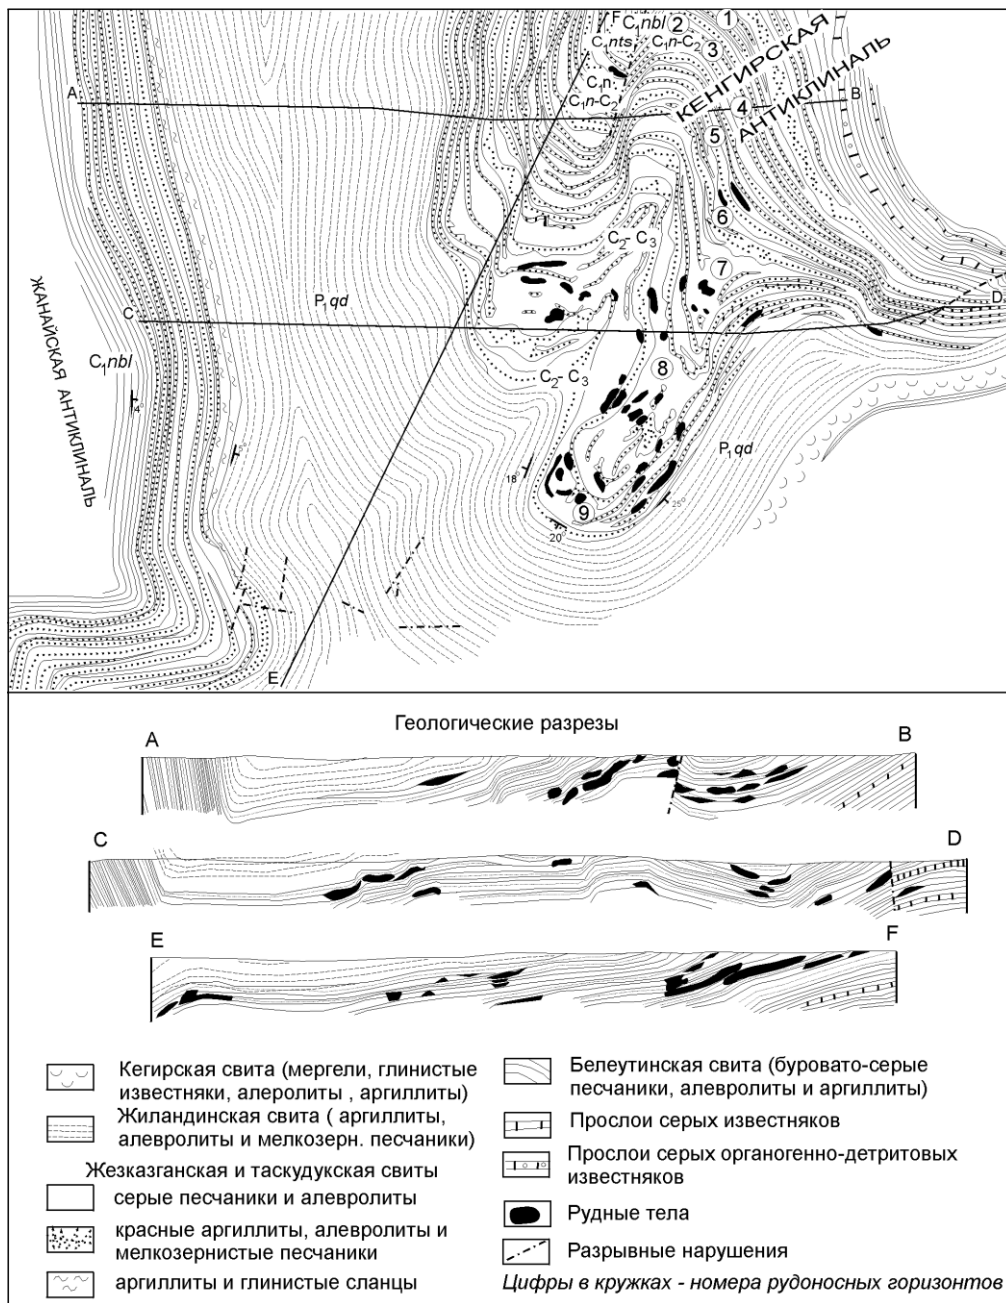 F
C₁nbl
2
1
C₁nts
C₁n-C₂
3
КЕНГИРСКАЯ
АНТИКЛИНАЛЬ
C₁n
C₁n-C₂
A
4
B
5
6
C₂- C₃
7
P₁qd
C
D
ЖАНАЙСКАЯ АНТИКЛИНАЛЬ
C₁nbl
C₂- C₃
8
4°
P₁qd
18°
25°
9
20°
E
Геологические разрезы
A
B
C
D
E
F
Кегирская свита (мергели, глинистые
известняки, алеролиты , аргиллиты)
Жиландинская свита ( аргиллиты,
алевролиты и мелкозерн. песчаники)
Жезказганская и таскудукская свиты
серые песчаники и алевролиты
красные аргиллиты, алевролиты и
мелкозернистые песчаники
аргиллиты и глинистые сланцы
Белеутинская свита (буровато-серые
песчаники, алевролиты и аргиллиты)
Прослои серых известняков
Прослои серых органогенно-детритовых
известняков
Рудные тела
Разрывные нарушения
Цифры в кружках - номера рудоносных горизонтов